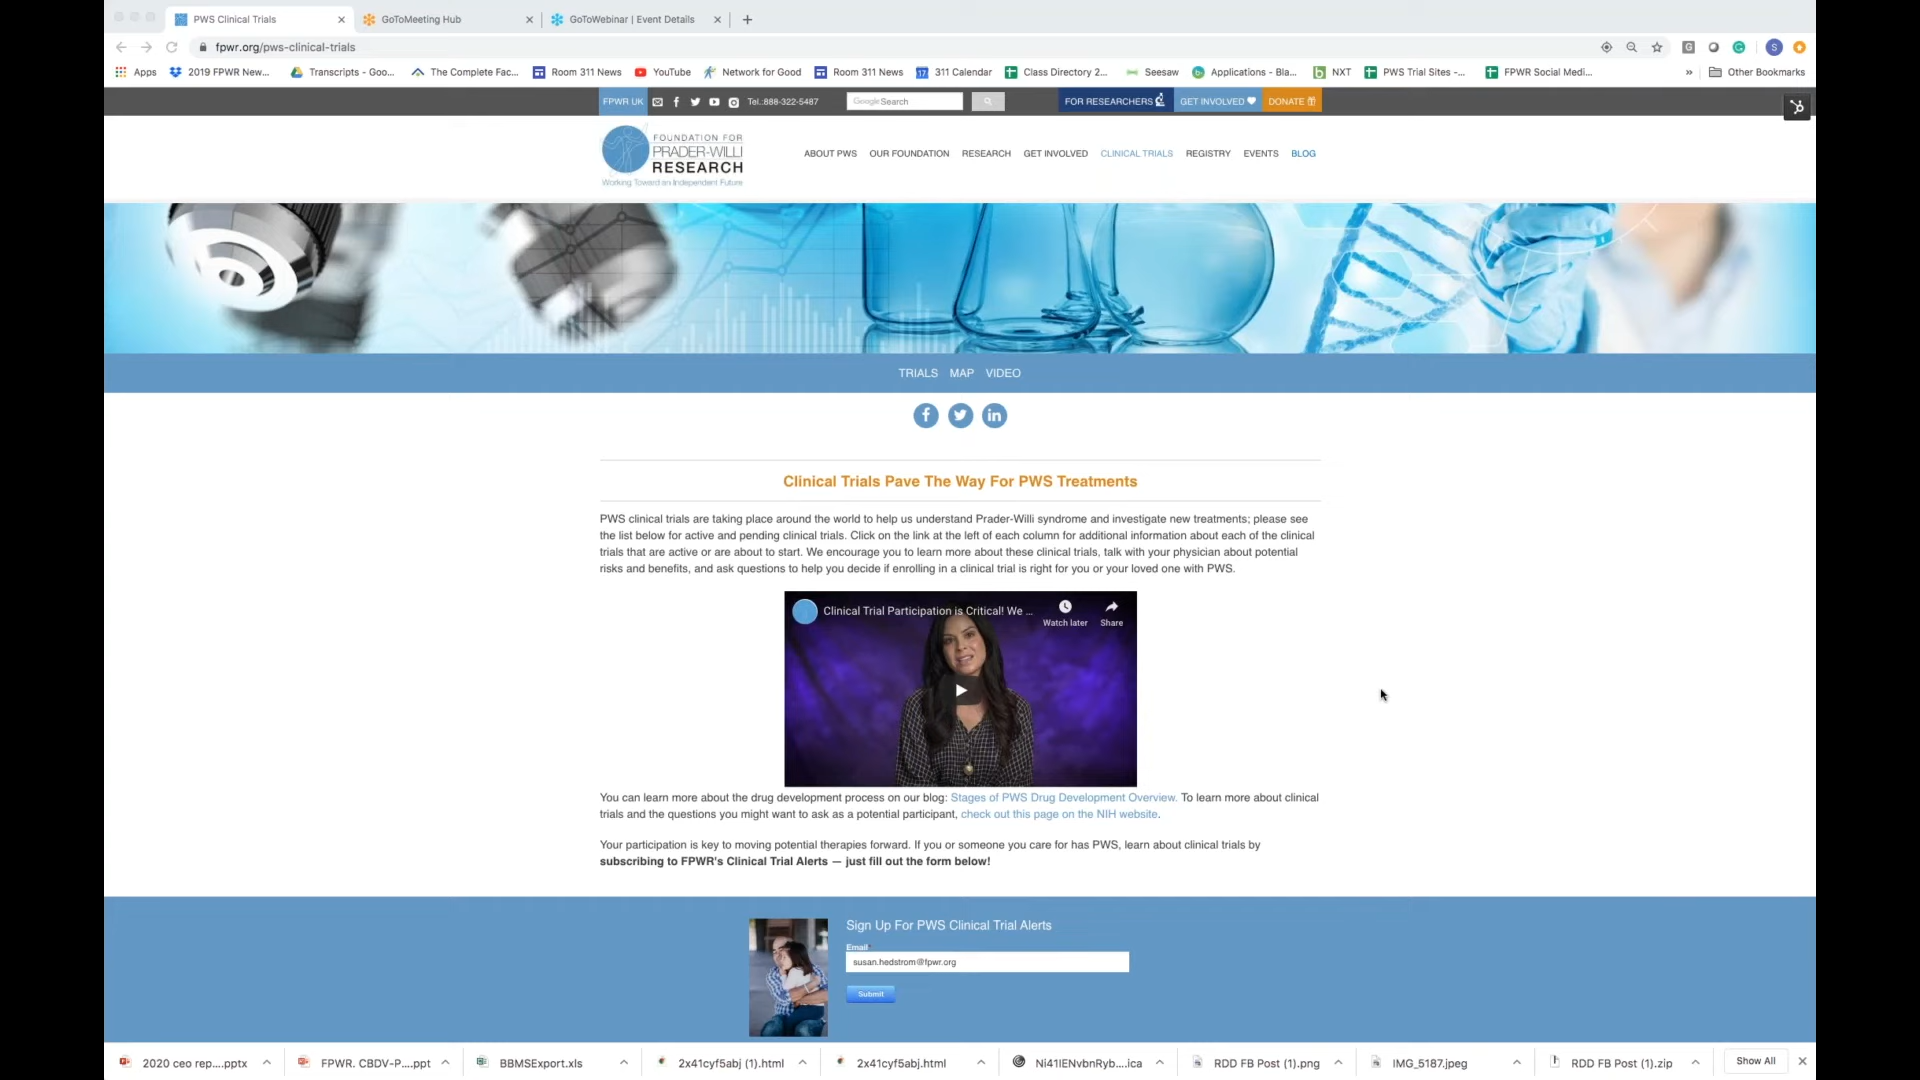 PWS Clinical Trials
GoToMeeting Hub
GoToWebinar | Event Details
fpwr.org/pws-clinical-trials
Apps
2019 FPWR New...
Transcripts - Goo...
The Complete Fac...
Room 311 News
YouTube
Network for Good
Room 311 News
311 Calendar
Class Directory 2...
Seesaw
Applications - Bla...
NXT
PWS Trial Sites -...
FPWR Social Medi...
»
Other Bookmarks
FPWR UK
Tel.:888-322-5487
Google Search
FOR RESEARCHERS
GET INVOLVED
DONATE
FOUNDATION FOR
PRADER-WILLI
RESEARCH
Working Toward an Independent Future
ABOUT PWS
OUR FOUNDATION
RESEARCH
GET INVOLVED
CLINICAL TRIALS
REGISTRY
EVENTS
BLOG
TRIALS
MAP
VIDEO
Clinical Trials Pave The Way For PWS Treatments
PWS clinical trials are taking place around the world to help us understand Prader-Willi syndrome and investigate new treatments; please see
the list below for active and pending clinical trials. Click on the link at the left of each column for additional information about each of the clinical
trials that are active or are about to start. We encourage you to learn more about these clinical trials, talk with your physician about potential
risks and benefits, and ask questions to help you decide if enrolling in a clinical trial is right for you or your loved one with PWS.
Clinical Trial Participation is Critical! We ...
Watch later
Share
You can learn more about the drug development process on our blog: Stages of PWS Drug Development Overview. To learn more about clinical
trials and the questions you might want to ask as a potential participant, check out this page on the NIH website.
Your participation is key to moving potential therapies forward. If you or someone you care for has PWS, learn about clinical trials by
subscribing to FPWR's Clinical Trial Alerts — just fill out the form below!
Sign Up For PWS Clinical Trial Alerts
Email*
susan.hedstrom@fpwr.org
Submit
2020 ceo rep....pptx
FPWR. CBDV-P....ppt
BBMSExport.xls
2x41cyf5abj (1).html
2x41cyf5abj.html
Ni41IENvbnRyb....ica
RDD FB Post (1).png
IMG_5187.jpeg
RDD FB Post (1).zip
Show All